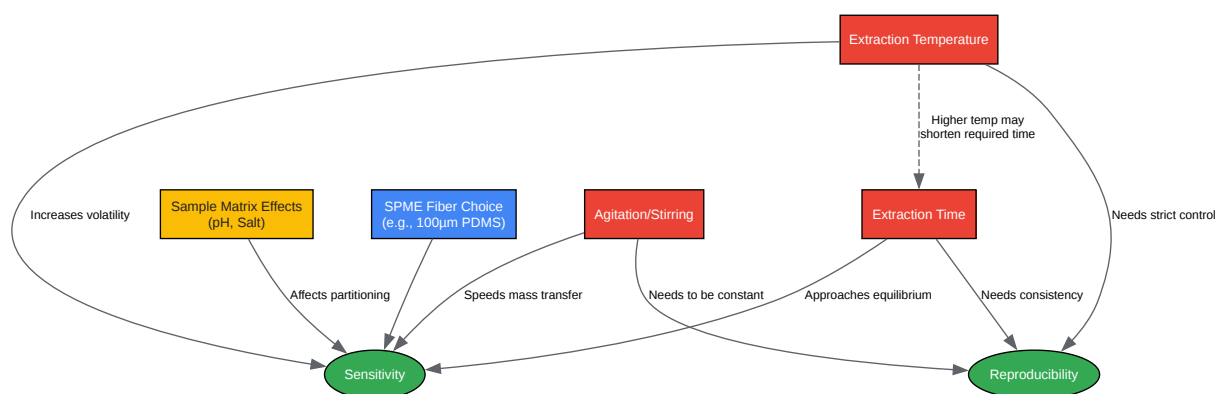 Extraction Temperature
Higher temp may
shorten required time
Sample Matrix Effects
(pH, Salt)
SPME Fiber Choice
(e.g., 100µm PDMS)
Agitation/Stirring
Extraction Time
Increases volatility
Needs strict control
Affects partitioning
Speeds mass transfer
Needs to be constant
Approaches equilibrium
Needs consistency
Sensitivity
Reproducibility